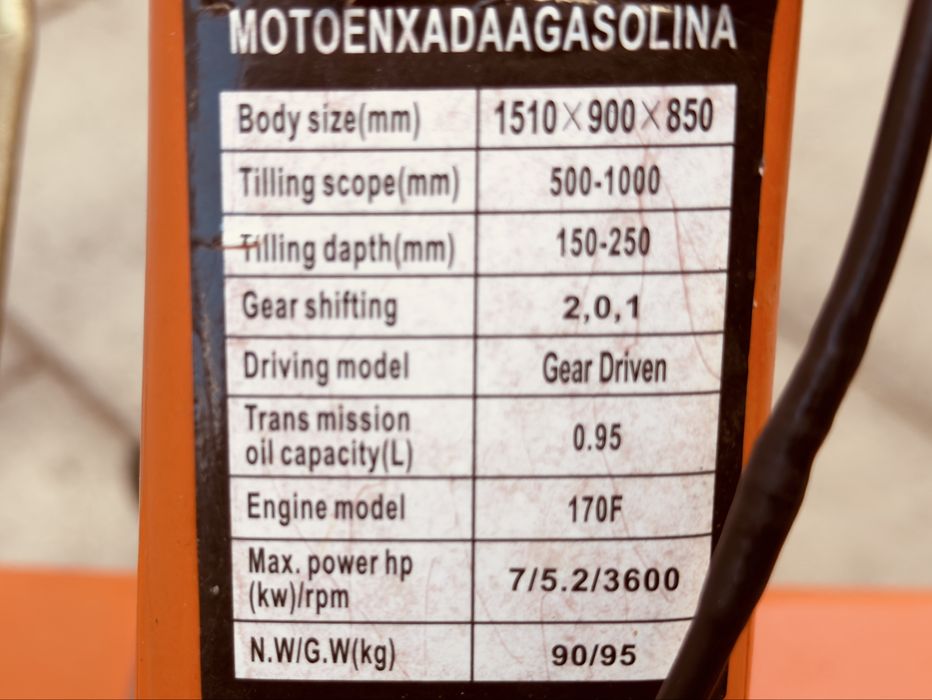 MOTOENXADAAGASOLINA
Body size(mm) 1510×900×850
Tilling scope(mm) 500-1000
Tilling dapth(mm) 150-250
Gear shifting 2,0,1
Driving model Gear Driven
Trans mission
oil capacity(L) 0.95
Engine model 170F
Max. power hp
(kw)/rpm 7/5.2/3600
N.W/G.W(kg) 90/95